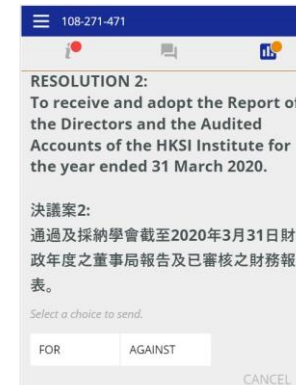 108-271-471
RESOLUTION 2:
To receive and adopt the Report of
the Directors and the Audited
Accounts of the HKSI Institute for
the year ended 31 March 2020.
決議案2:
通過及採納學會截至2020年3月31日財
政年度之董事局報告及已審核之財務報
表。
Select a choice to send.
FOR AGAINST
CANCEL